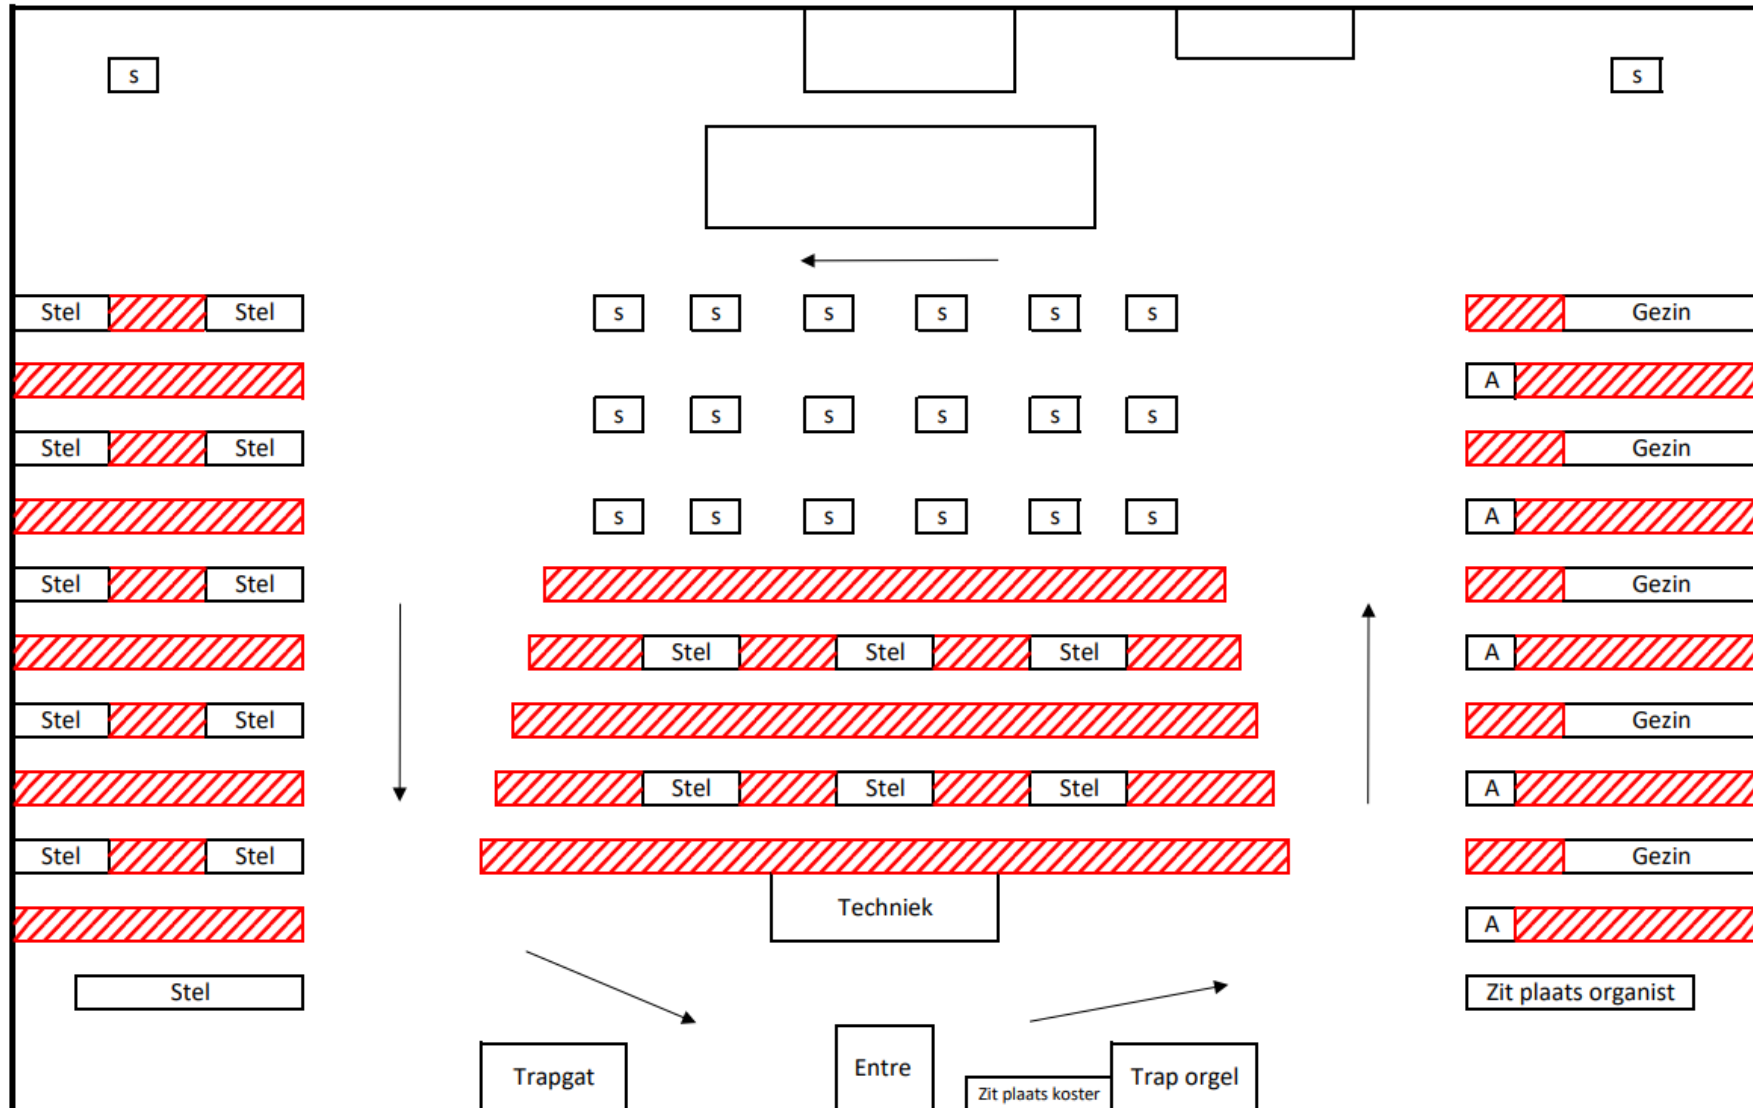 s s
Stel Stel s s s s s s Gezin
A
Stel Stel s s s s s s Gezin
Stel Stel s s s s s s A
Stel Stel Gezin
Stel Stel Stel A
Stel Stel Gezin
Stel Stel Stel A
Stel Stel Gezin
Techniek A
Stel Zit plaats organist
Trapgat Entre Zit plaats koster Trap orgel